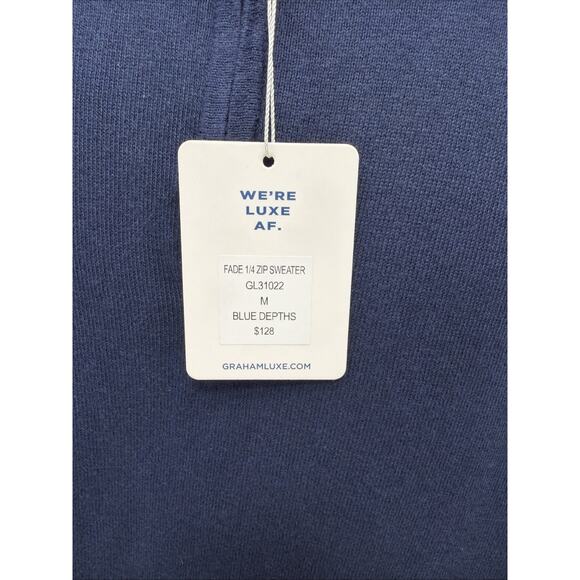 WE'RE
LUXE
AF.
FADE 1/4 ZIP SWEATER
GL31022
M
BLUE DEPTHS
$128
GRAHAMLUXE.COM